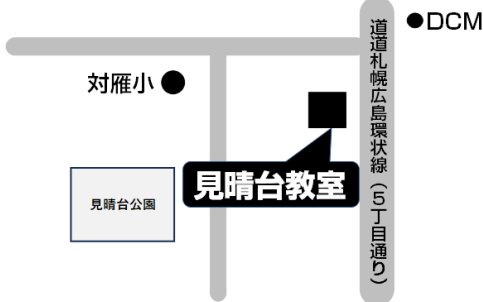 ●DCM
対雁小●
道道札幌広島環状線（5丁目通り）
見晴台教室
見晴台公園